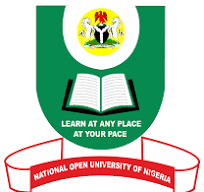 LEARN AT ANY PLACE
AT YOUR PACE
NATIONAL OPEN UNIVERSITY OF NIGERIA